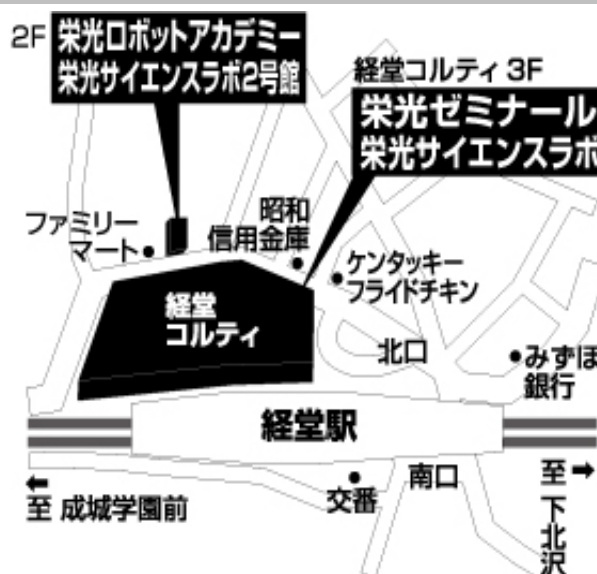 2F 栄光ロボットアカデミー
栄光サイエンスラボ2号館
経堂コルティ 3F
栄光ゼミナール
栄光サイエンスラボ
ファミリー
マート
昭和
信用金庫
ケンタッキー
フライドチキン
経堂
コルティ
北口
みずほ
銀行
経堂駅
← 
至 成城学園前
交番
南口
至 →
下北沢